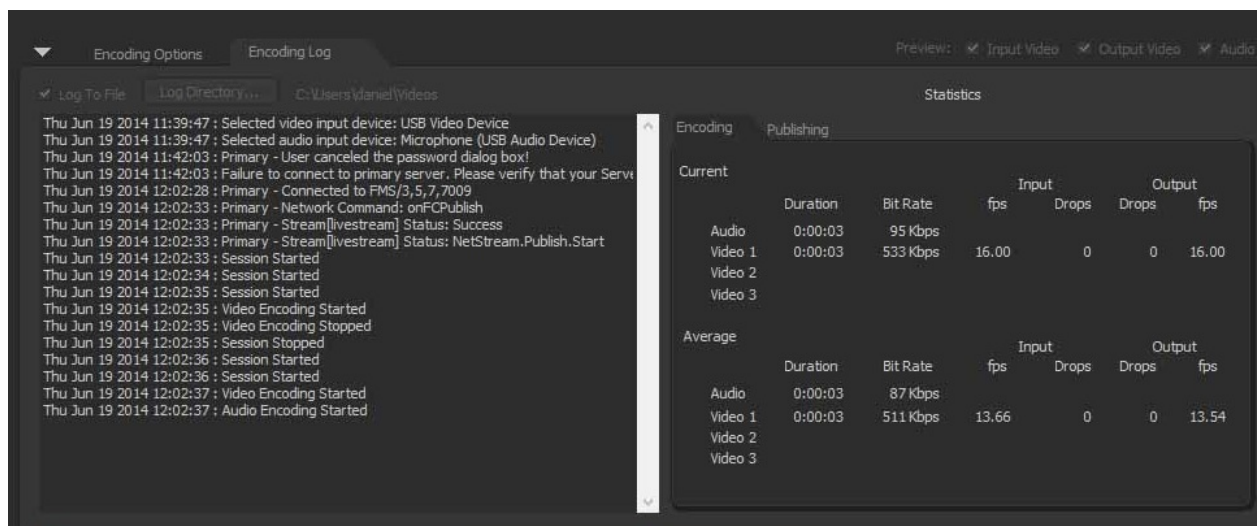 Encoding Options Encoding Log Preview: Input Video Output Video Audio
Log To File Log Directory... C:\Users\daniel\Videos Statistics
Thu Jun 19 2014 11:39:47 : Selected video input device: USB Video Device
Thu Jun 19 2014 11:39:47 : Selected audio input device: Microphone (USB Audio Device)
Thu Jun 19 2014 11:42:03 : Primary - User canceled the password dialog box!
Thu Jun 19 2014 11:42:03 : Failure to connect to primary server. Please verify that your Serve
Thu Jun 19 2014 12:02:28 : Primary - Connected to FMS/3,5,7,7009
Thu Jun 19 2014 12:02:33 : Primary - Network Command: onFCPublish
Thu Jun 19 2014 12:02:33 : Primary - Stream[livestream] Status: Success
Thu Jun 19 2014 12:02:33 : Primary - Stream[livestream] Status: NetStream.Publish.Start
Thu Jun 19 2014 12:02:33 : Session Started
Thu Jun 19 2014 12:02:34 : Session Started
Thu Jun 19 2014 12:02:35 : Session Started
Thu Jun 19 2014 12:02:35 : Video Encoding Started
Thu Jun 19 2014 12:02:35 : Video Encoding Stopped
Thu Jun 19 2014 12:02:35 : Session Stopped
Thu Jun 19 2014 12:02:36 : Session Started
Thu Jun 19 2014 12:02:36 : Session Started
Thu Jun 19 2014 12:02:37 : Video Encoding Started
Thu Jun 19 2014 12:02:37 : Audio Encoding Started
Encoding Publishing
Current
Input Output
Duration Bit Rate fps Drops Drops fps
Audio 0:00:03 95 Kbps
Video 1 0:00:03 533 Kbps 16.00 0 0 16.00
Video 2
Video 3
Average
Input Output
Duration Bit Rate fps Drops Drops fps
Audio 0:00:03 87 Kbps
Video 1 0:00:03 511 Kbps 13.66 0 0 13.54
Video 2
Video 3